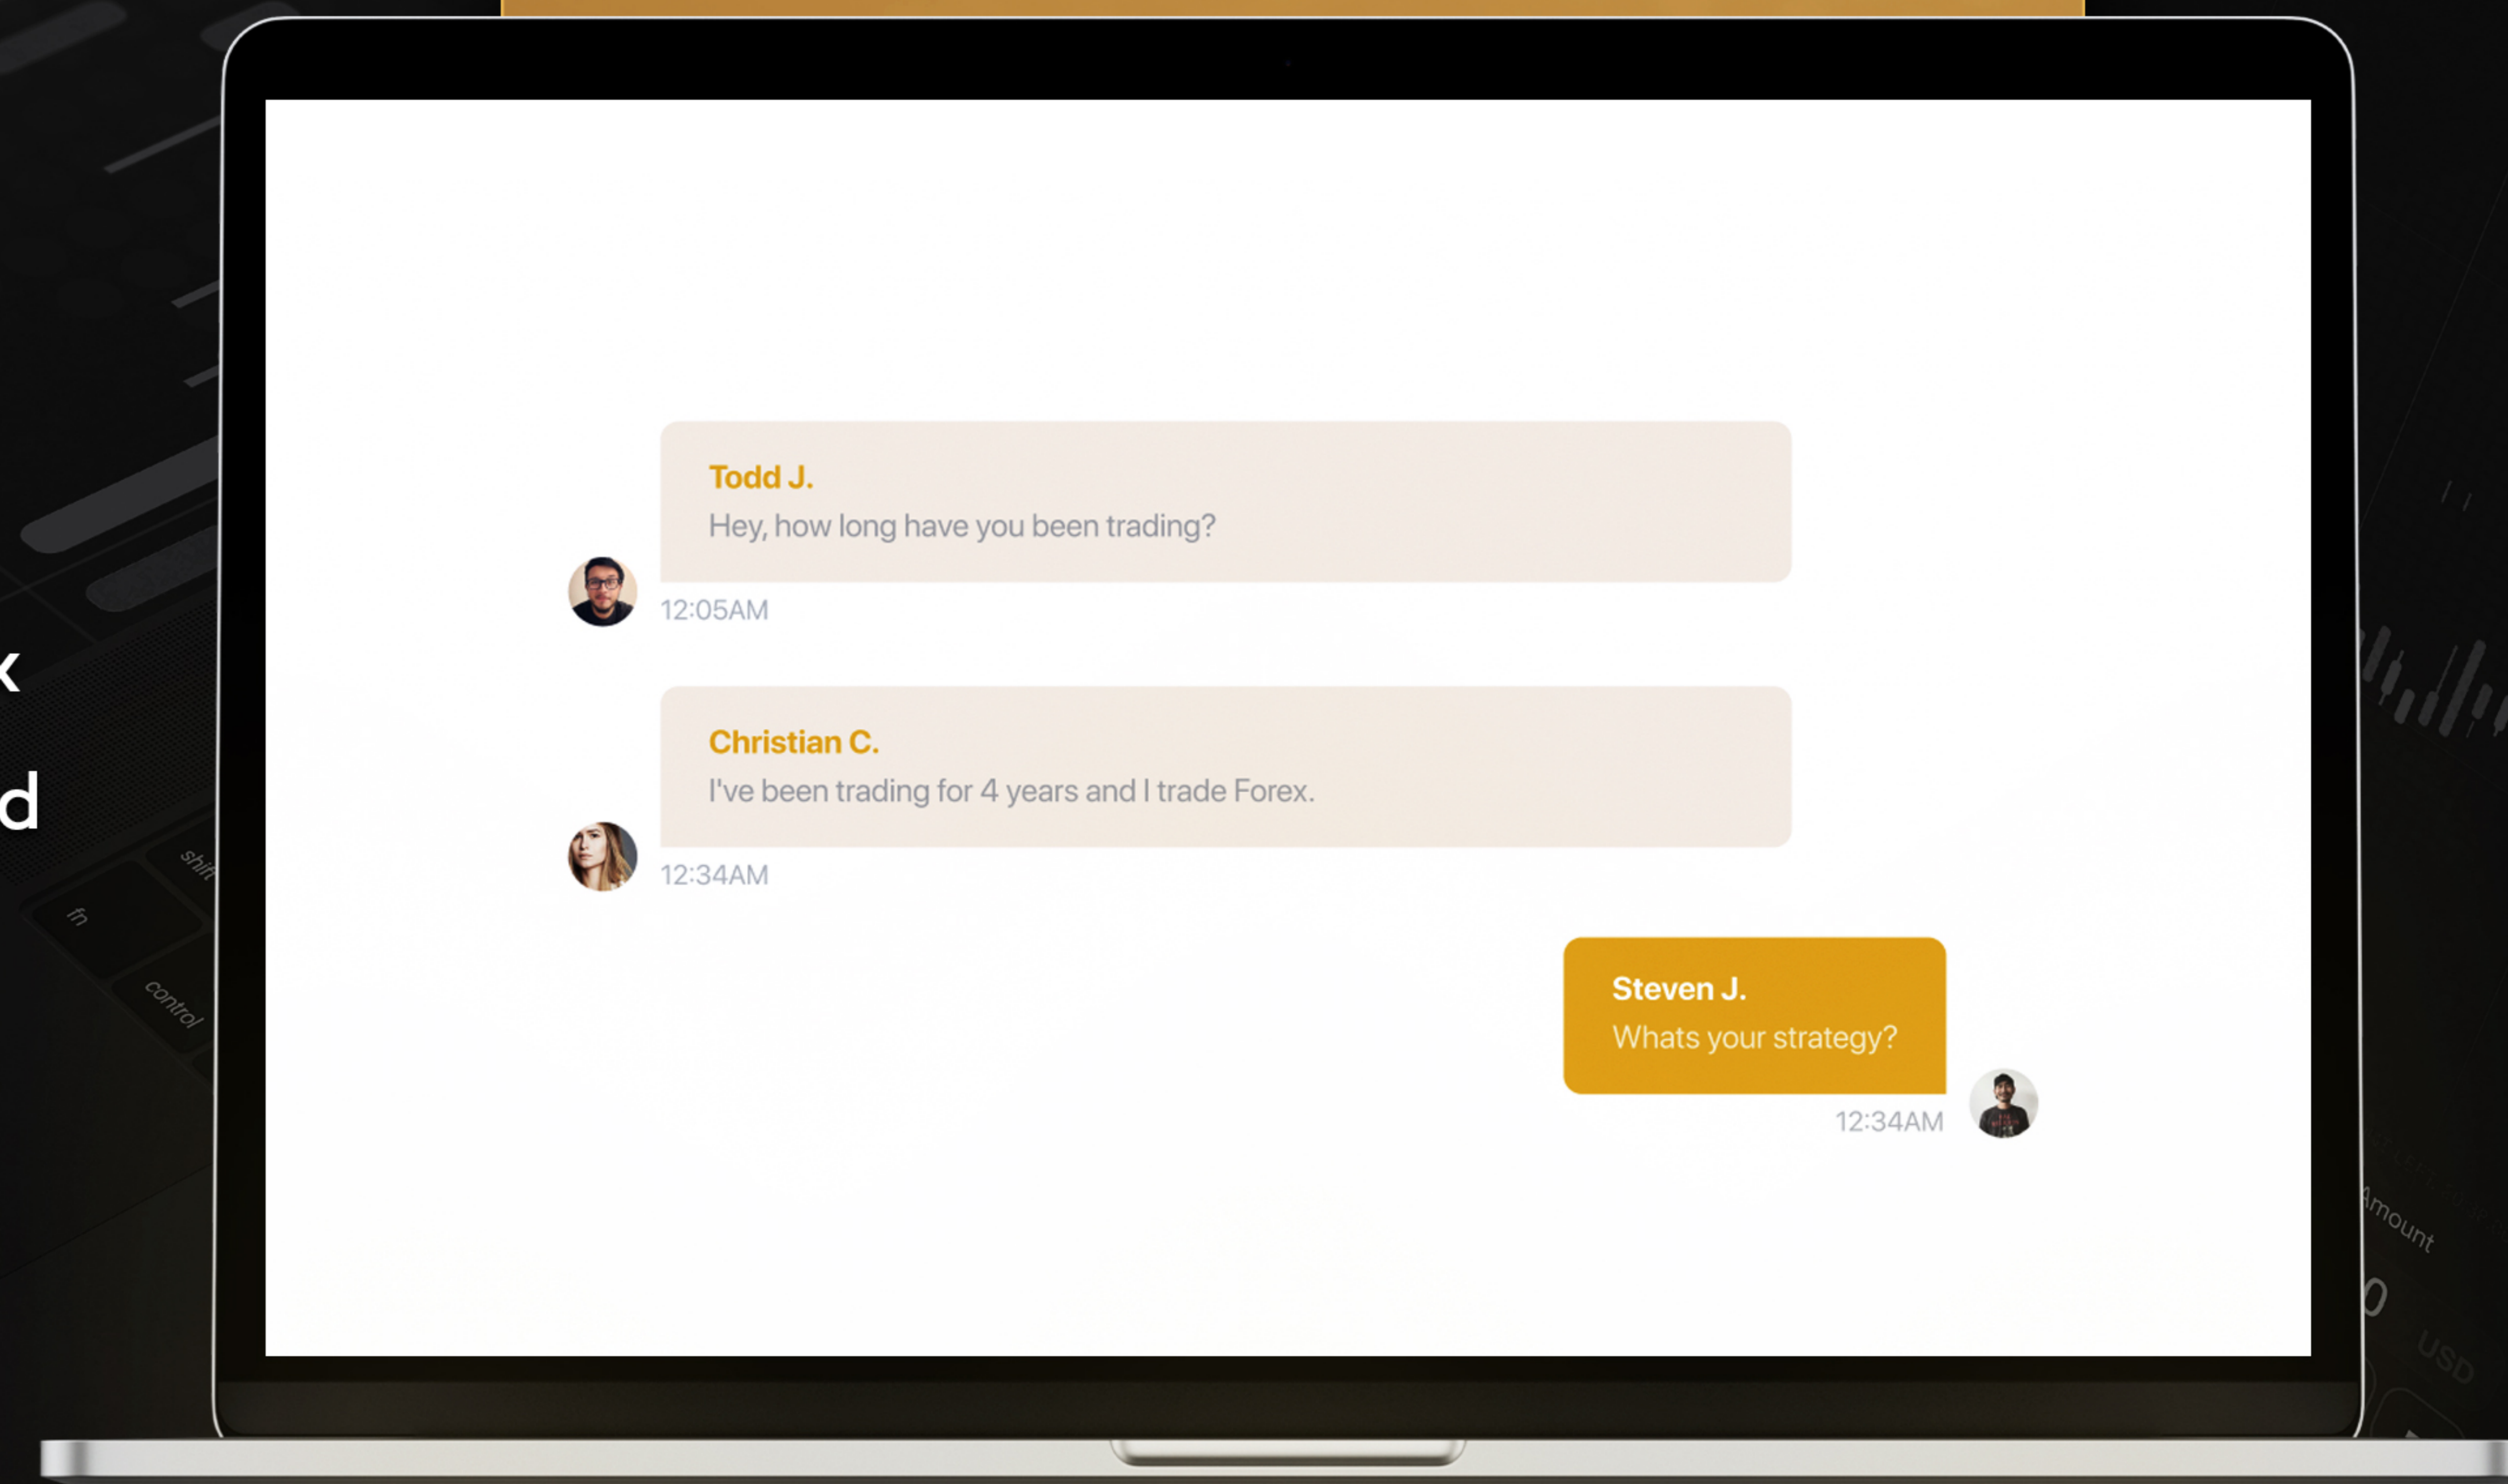 Todd J.
Hey, how long have you been trading?
12:05AM
Christian C.
I've been trading for 4 years and I trade Forex.
12:34AM
Steven J.
Whats your strategy?
12:34AM
x
d
shift
fn
control
Amount
0
USD